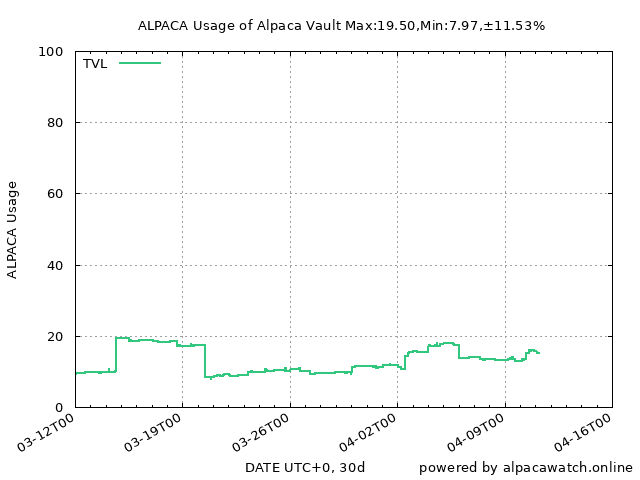 ALPACA Usage of Alpaca Vault Max:19.50,Min:7.97,±11.53%
100
TVL
80
60
ALPACA Usage
40
20
0
03-12T00 03-19T00 03-26T00 04-02T00 04-09T00 04-16T00
DATE UTC+0, 30d powered by alpacawatch.online